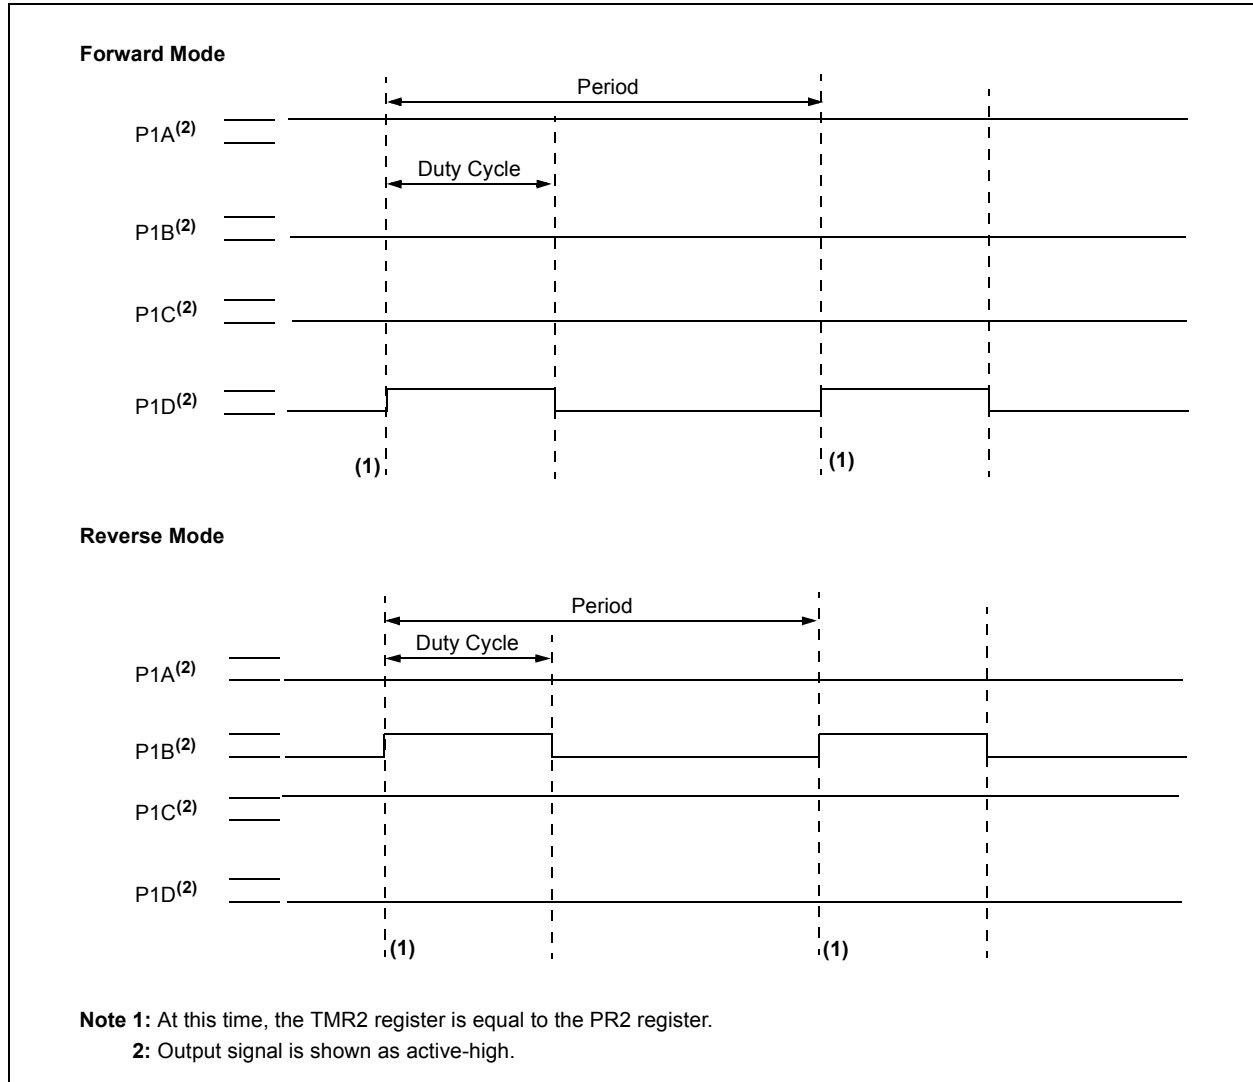 Forward Mode
Period
P1A(2)
Duty Cycle
P1B(2)
P1C(2)
P1D(2)
(1) (1)
Reverse Mode
Period
Duty Cycle
P1A(2)
P1B(2)
P1C(2)
P1D(2)
(1) (1)
Note 1: At this time, the TMR2 register is equal to the PR2 register.
2: Output signal is shown as active-high.